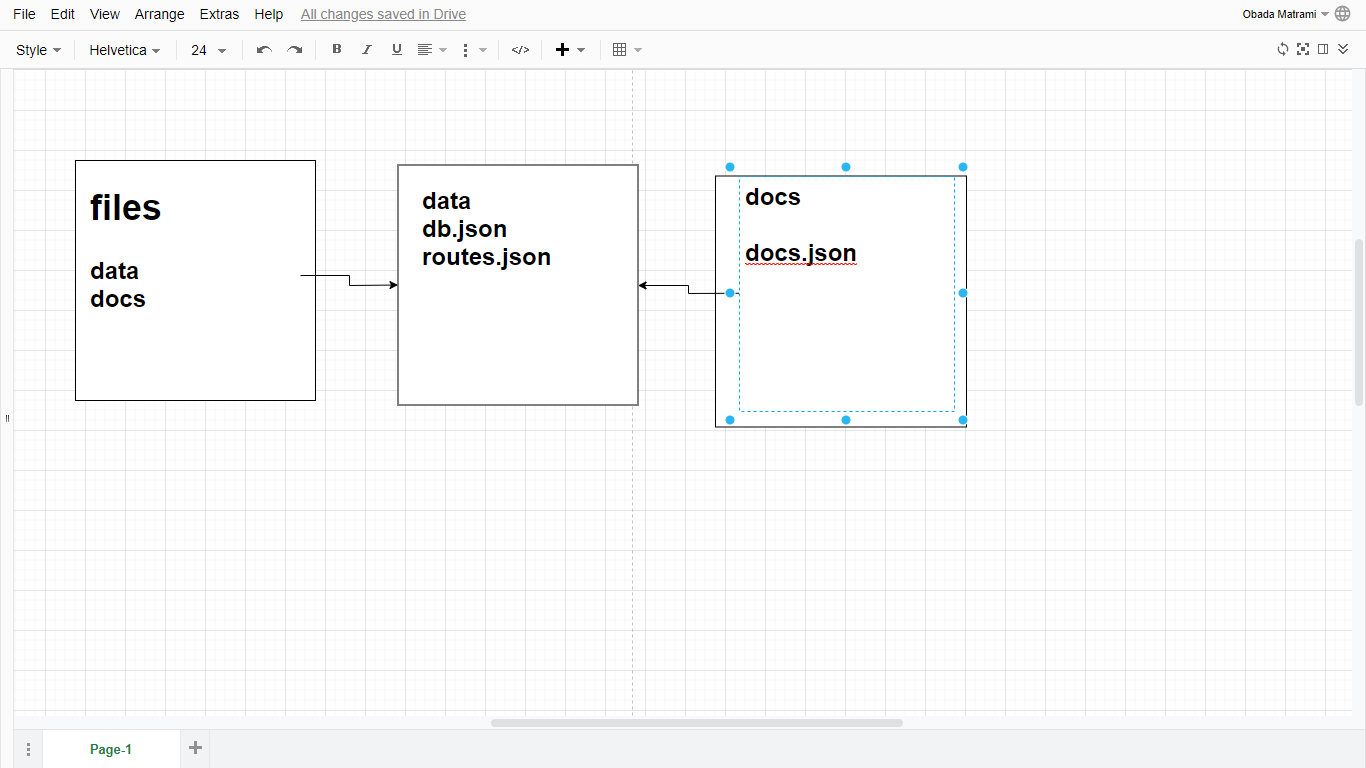 File Edit View Arrange Extras Help All changes saved in Drive
Obada Matrami
Style Helvetica 24 B I U </>
files
data
docs
data
db.json
routes.json
docs
docs.json
Page-1